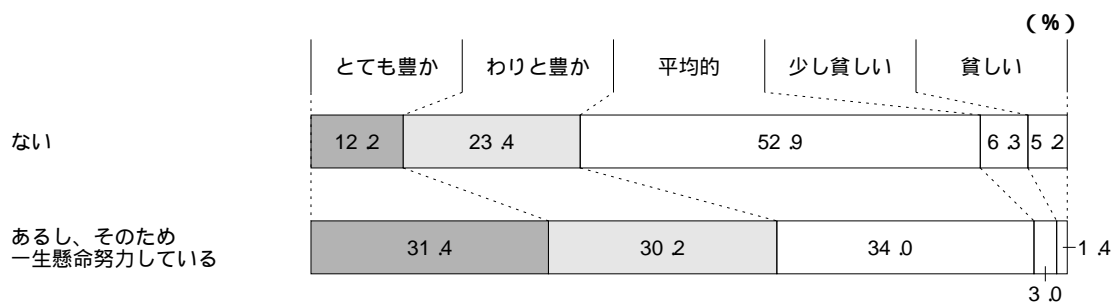 (%)
とても豊か わりと豊か 平均的 少し貧しい 貧しい
ない 12.2 23.4 52.9 6.3 5.2
あるし、そのため
一生懸命努力している 31.4 30.2 34.0 1.4
3.0